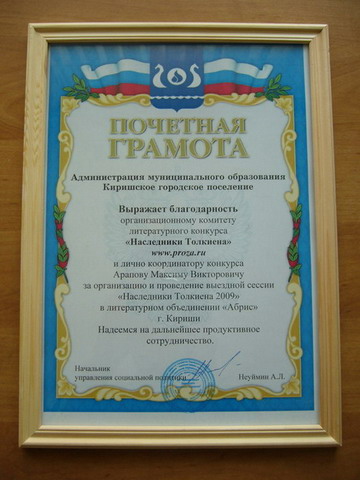 ПОЧЕТНАЯ
ГРАМОТА
Администрация муниципального образования
Киришское городское поселение
Выражает благодарность
организационному комитету
литературного конкурса
«Наследники Толкиена»
www.proza.ru
и лично координатору конкурса
Арапову Максиму Викторовичу
за организацию и проведение выездной сессии
«Наследники Толкиена 2009»
в литературном объединении «Абрис»
г. Кириши
Надеемся на дальнейшее продуктивное
сотрудничество.
Начальник
управления социальной политики
Неуймин А.Л.